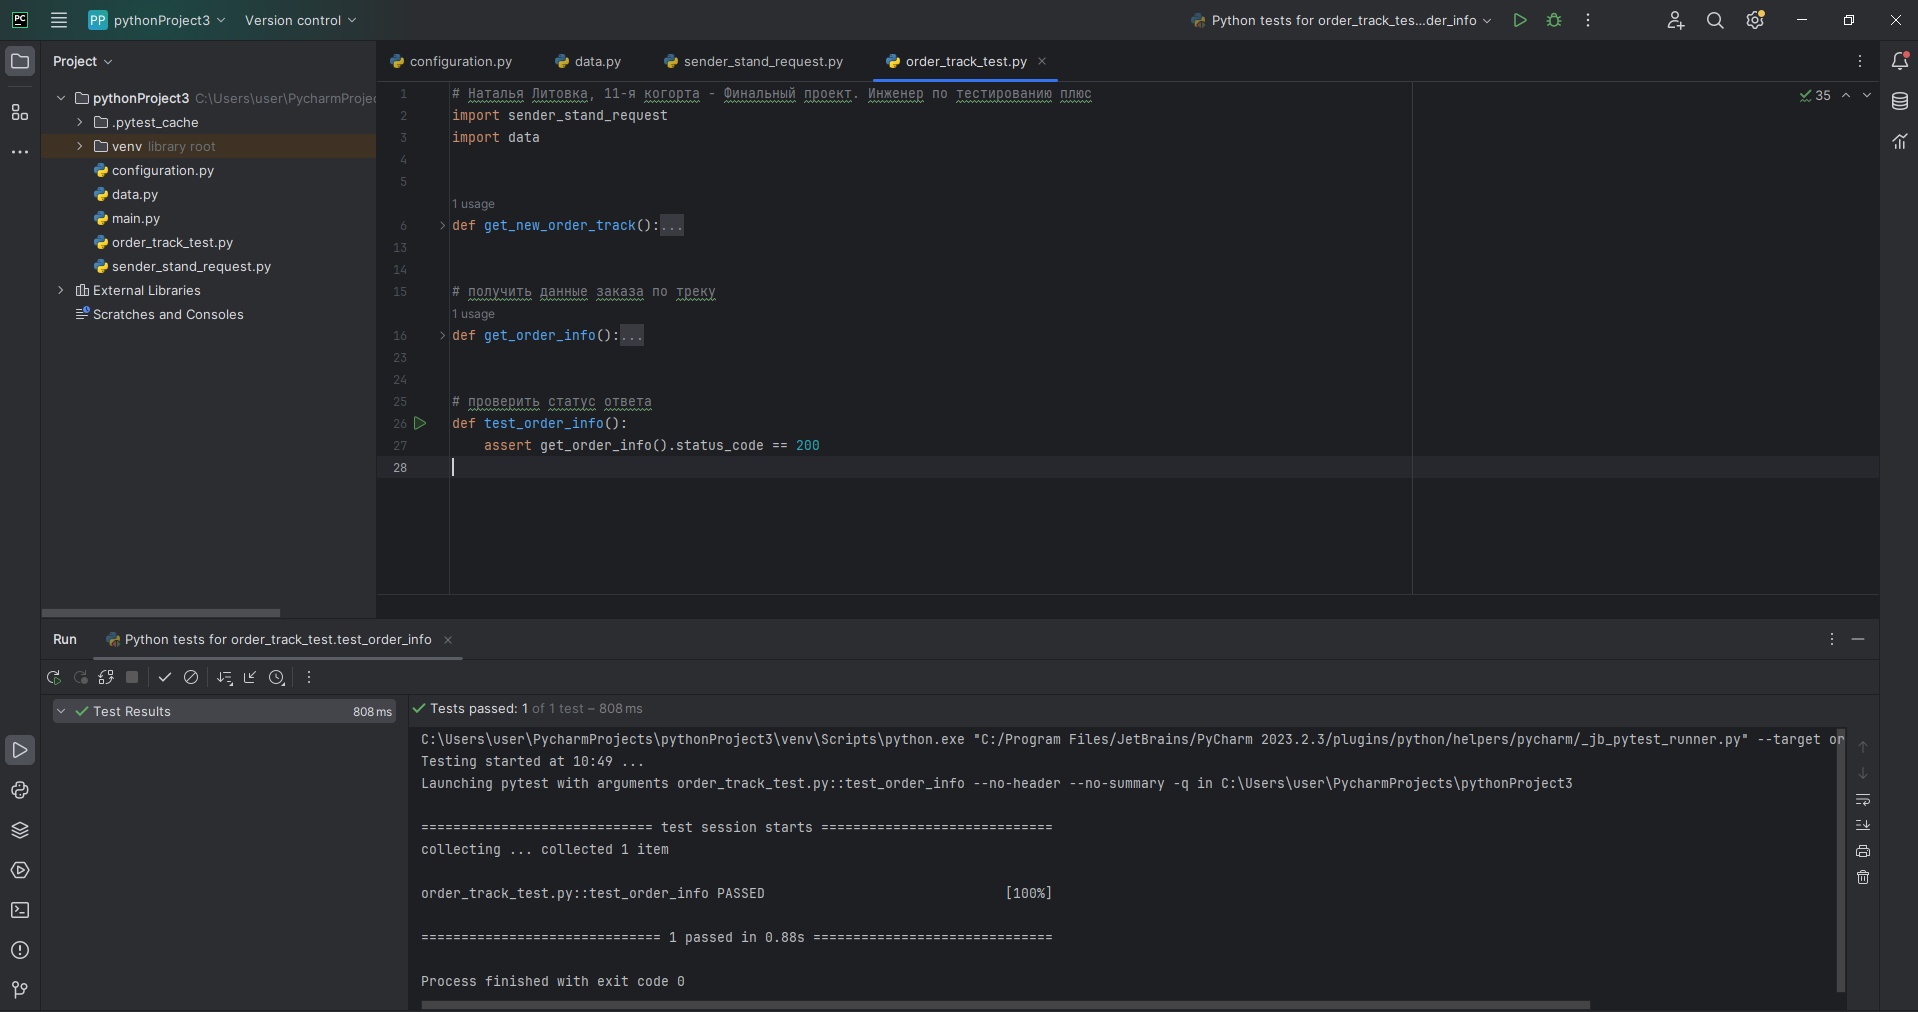 PC PP pythonProject3 Version control Python tests for order_track_tes...der_info
Project
pythonProject3 C:\Users\user\PycharmProjec
.pytest_cache
venv library root
configuration.py
data.py
main.py
order_track_test.py
sender_stand_request.py
External Libraries
Scratches and Consoles
configuration.py data.py sender_stand_request.py order_track_test.py
35
1 # Наталья Литовка, 11-я когорта - Финальный проект. Инженер по тестированию плюс
2 import sender_stand_request
3 import data
4
5
1 usage
6 def get_new_order_track():...
13
14
15 # получить данные заказа по треку
1 usage
16 def get_order_info():...
23
24
25 # проверить статус ответа
26 def test_order_info():
27 assert get_order_info().status_code == 200
28
Run Python tests for order_track_test.test_order_info
Test Results 808 ms
Tests passed: 1 of 1 test – 808 ms
C:\Users\user\PycharmProjects\pythonProject3\venv\Scripts\python.exe "C:/Program Files/JetBrains/PyCharm 2023.2.3/plugins/python/helpers/pycharm/_jb_pytest_runner.py" --target or
Testing started at 10:49 ...
Launching pytest with arguments order_track_test.py::test_order_info --no-header --no-summary -q in C:\Users\user\PycharmProjects\pythonProject3
============================= test session starts =============================
collecting ... collected 1 item
order_track_test.py::test_order_info PASSED [100%]
============================== 1 passed in 0.88s ==============================
Process finished with exit code 0